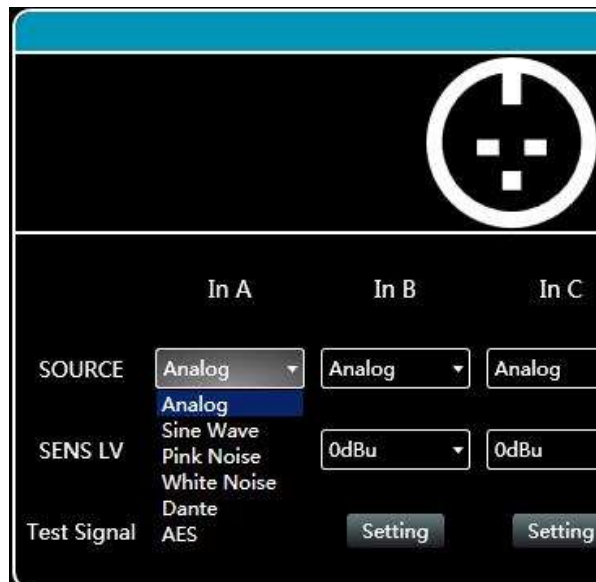 In A In B In C
SOURCE Analog Analog Analog
Analog
Sine Wave
SENS LV Pink Noise 0dBu 0dBu
White Noise
Dante
Test Signal AES Setting Setting